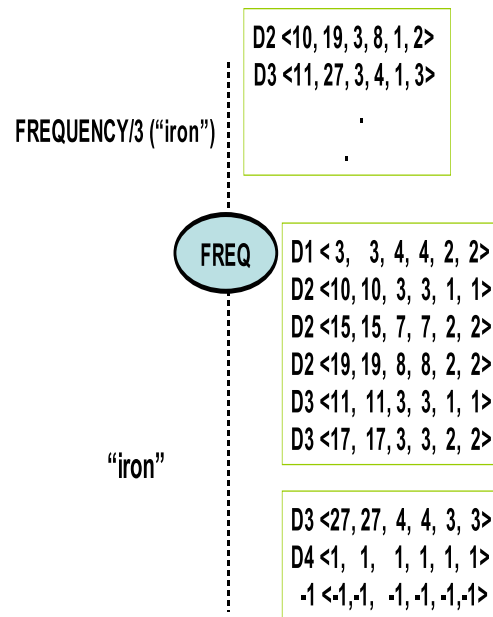 D2 <10, 19, 3, 8, 1, 2>
D3 <11, 27, 3, 4, 1, 3>
.
.
FREQUENCY/3 (“iron”)
FREQ
D1 < 3, 3, 4, 4, 2, 2>
D2 <10, 10, 3, 3, 1, 1>
D2 <15, 15, 7, 7, 2, 2>
D2 <19, 19, 8, 8, 2, 2>
D3 <11, 11, 3, 3, 1, 1>
D3 <17, 17, 3, 3, 2, 2>
“iron”
D3 <27, 27, 4, 4, 3, 3>
D4 <1, 1, 1, 1, 1, 1>
-1 <-1,-1, -1, -1, -1,-1>